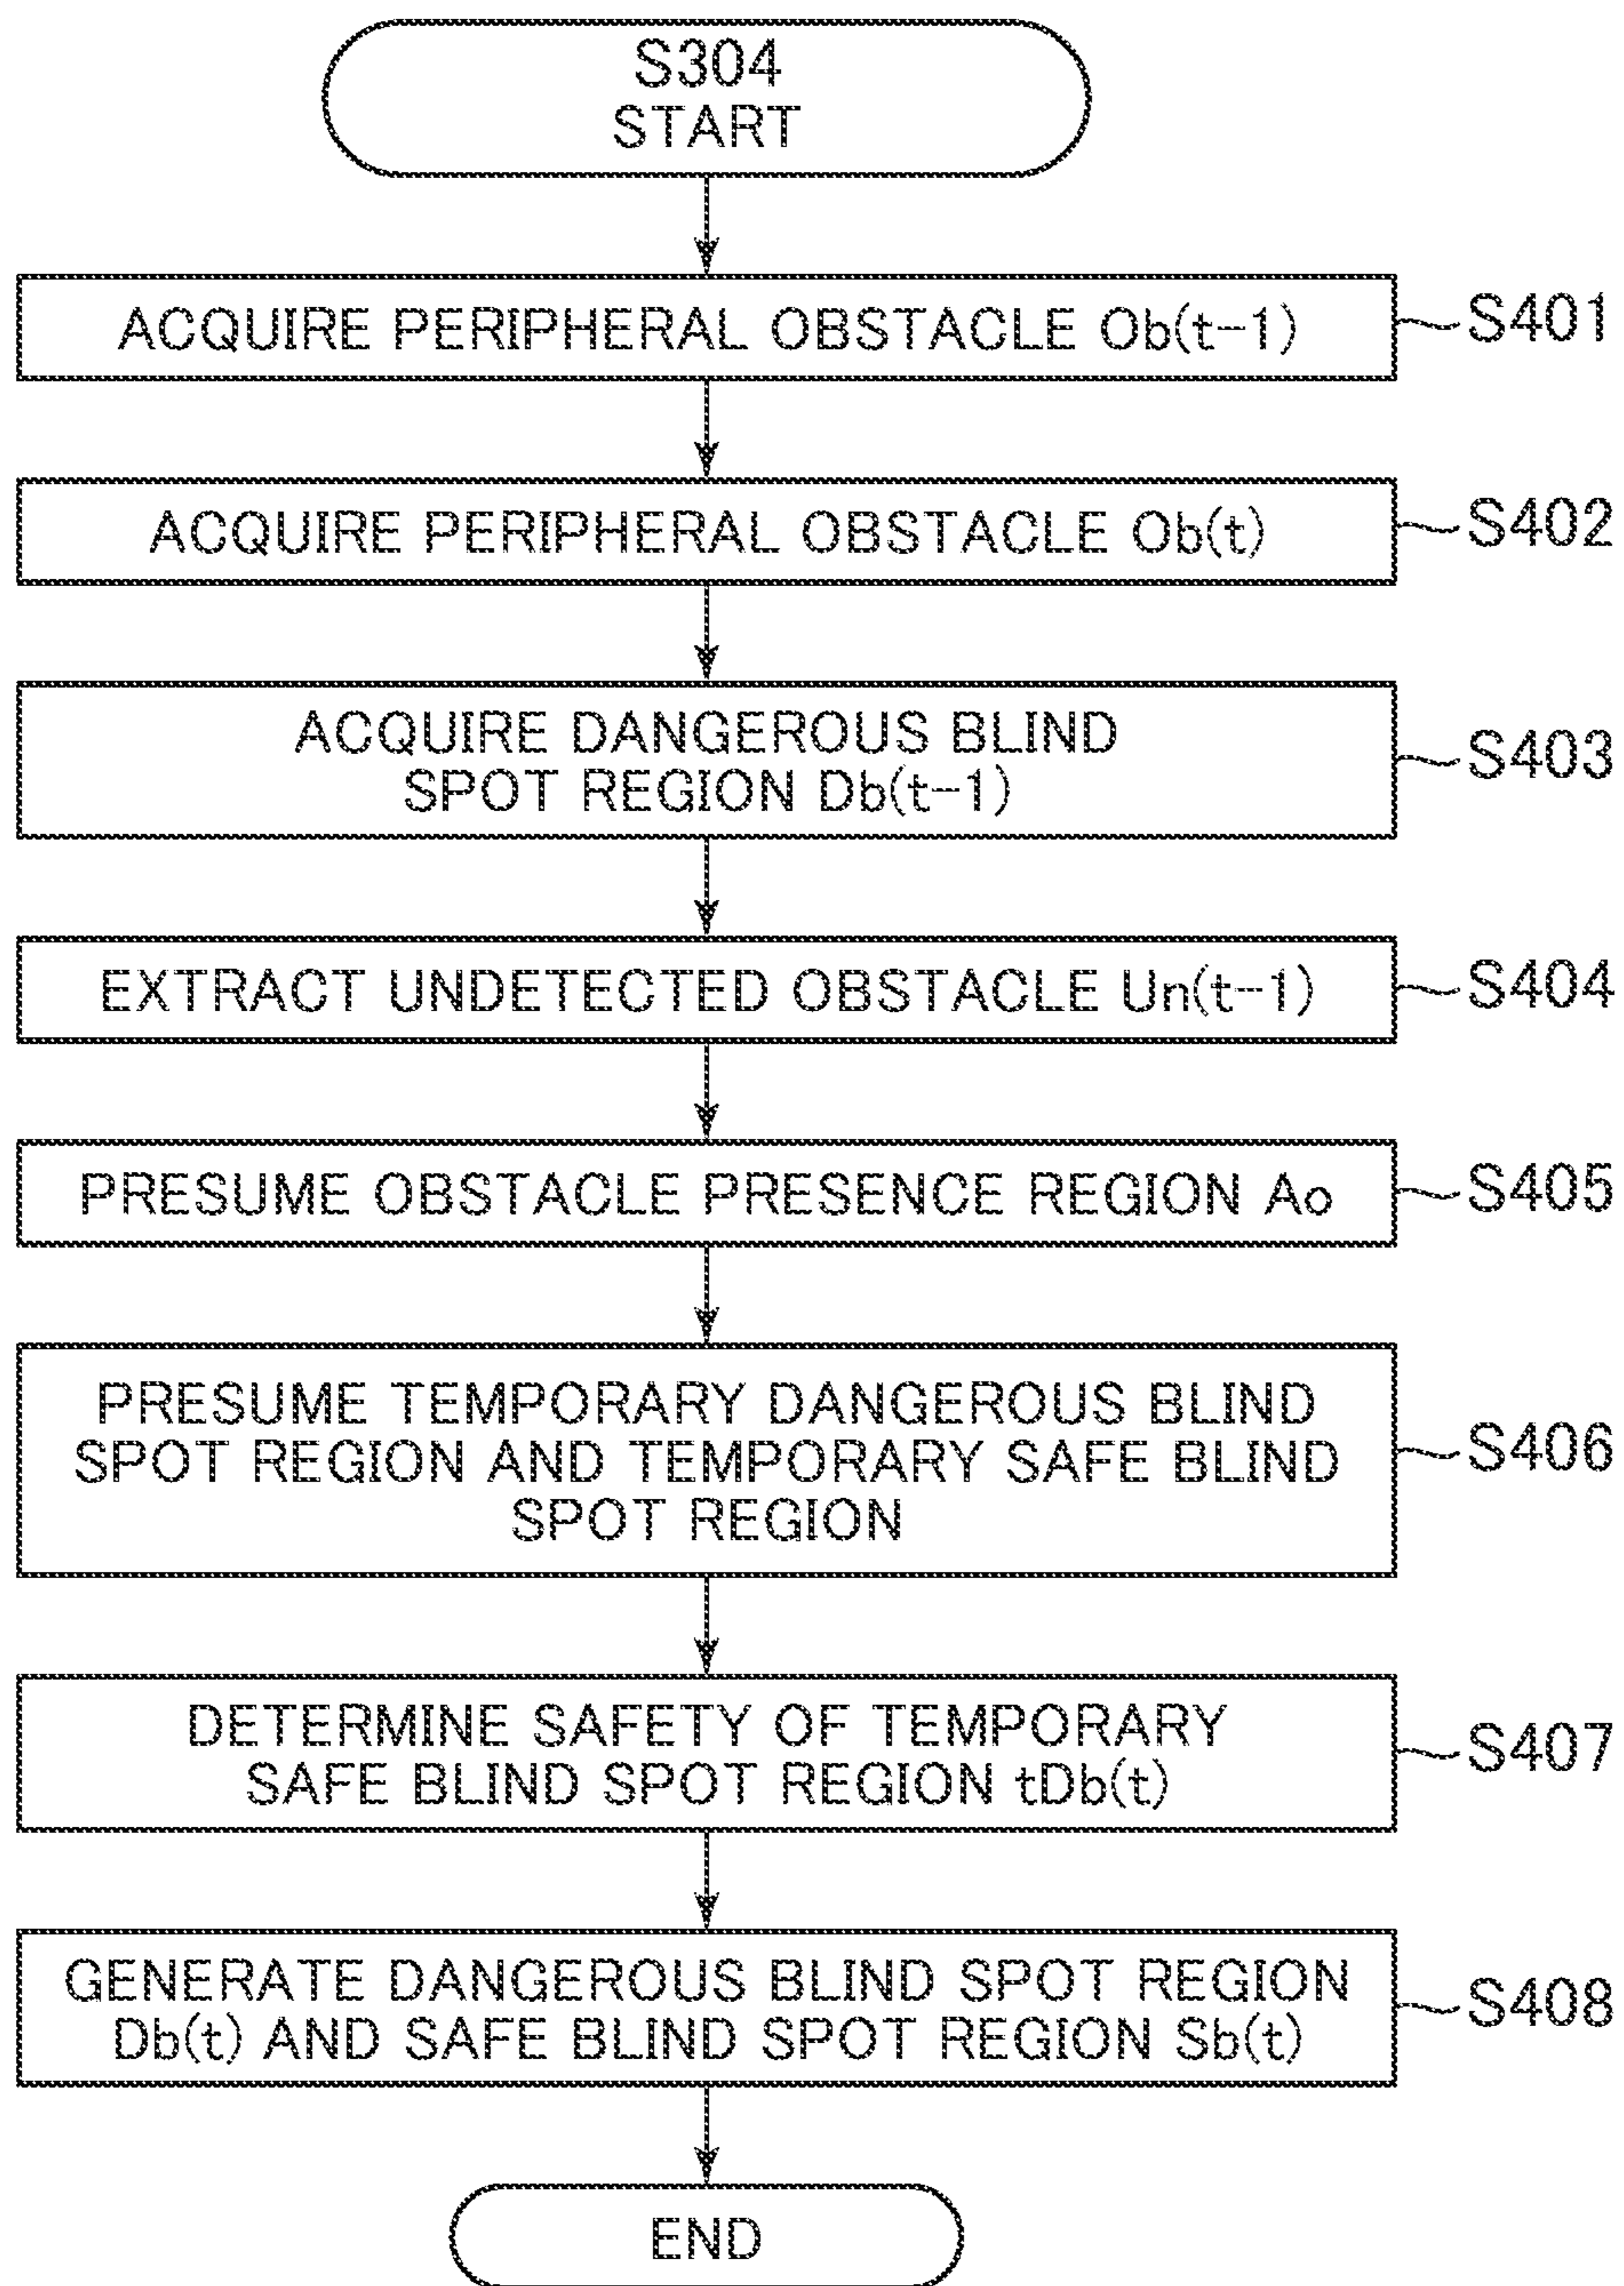 S304
START
ACQUIRE PERIPHERAL OBSTACLE Ob(t-1)
S401
ACQUIRE PERIPHERAL OBSTACLE Ob(t)
S402
ACQUIRE DANGEROUS BLIND
SPOT REGION Db(t-1)
S403
EXTRACT UNDETECTED OBSTACLE Un(t-1)
S404
PRESUME OBSTACLE PRESENCE REGION Ao
S405
PRESUME TEMPORARY DANGEROUS BLIND
SPOT REGION AND TEMPORARY SAFE BLIND
SPOT REGION
S406
DETERMINE SAFETY OF TEMPORARY
SAFE BLIND SPOT REGION tDb(t)
S407
GENERATE DANGEROUS BLIND SPOT REGION
Db(t) AND SAFE BLIND SPOT REGION Sb(t)
S408
END